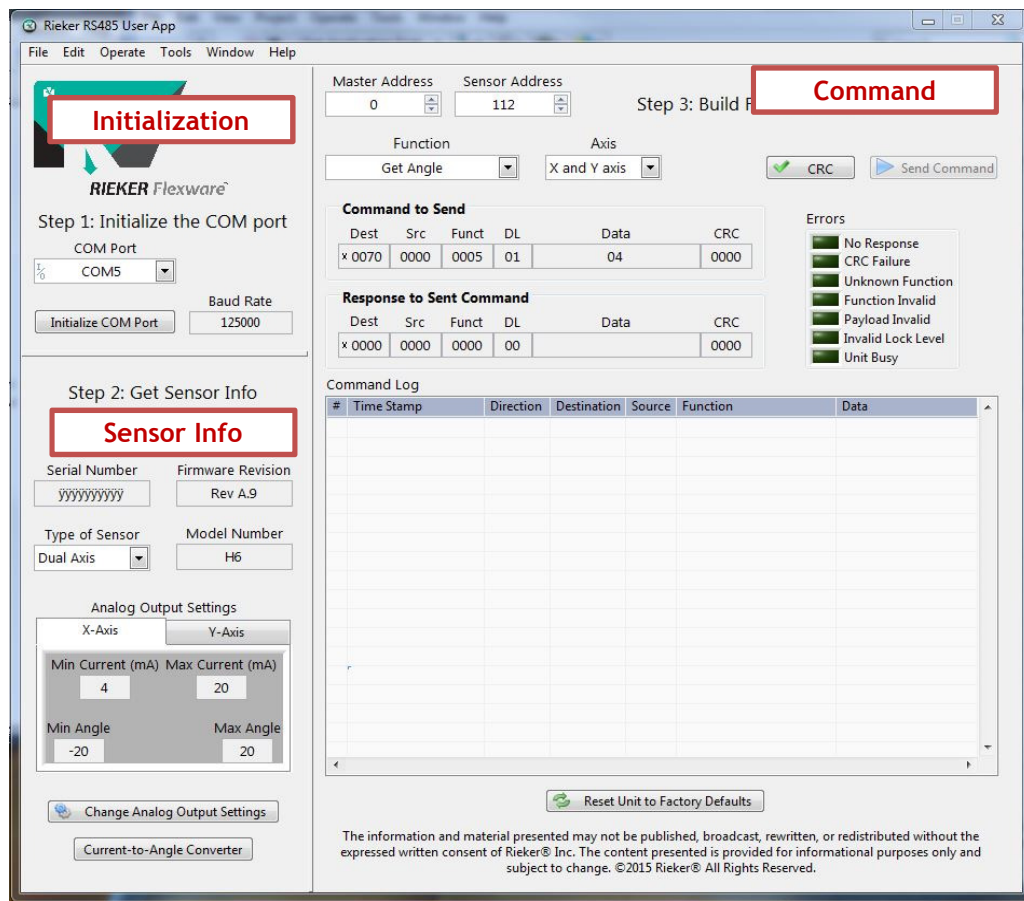 Rieker RS485 User App
File Edit Operate Tools Window Help
Initialization
RIEKER Flexware
Step 1: Initialize the COM port
COM Port
COM5
Baud Rate
Initialize COM Port 125000
Step 2: Get Sensor Info
Sensor Info
Serial Number Firmware Revision
ÿÿÿÿÿÿÿÿÿÿ Rev A.9
Type of Sensor Model Number
Dual Axis H6
Analog Output Settings
X-Axis Y-Axis
Min Current (mA) Max Current (mA)
4 20
Min Angle Max Angle
-20 20
Change Analog Output Settings
Current-to-Angle Converter
Master Address Sensor Address
0 112
Step 3: Build F
Command
Function Axis
Get Angle X and Y axis
CRC Send Command
Command to Send
Dest Src Funct DL Data CRC
x 0070 0000 0005 01 04 0000
Response to Sent Command
Dest Src Funct DL Data CRC
x 0000 0000 0000 00 0000
Errors
No Response
CRC Failure
Unknown Function
Function Invalid
Payload Invalid
Invalid Lock Level
Unit Busy
Command Log
# Time Stamp Direction Destination Source Function Data
Reset Unit to Factory Defaults
The information and material presented may not be published, broadcast, rewritten, or redistributed without the
expressed written consent of Rieker® Inc. The content presented is provided for informational purposes only and
subject to change. ©2015 Rieker® All Rights Reserved.